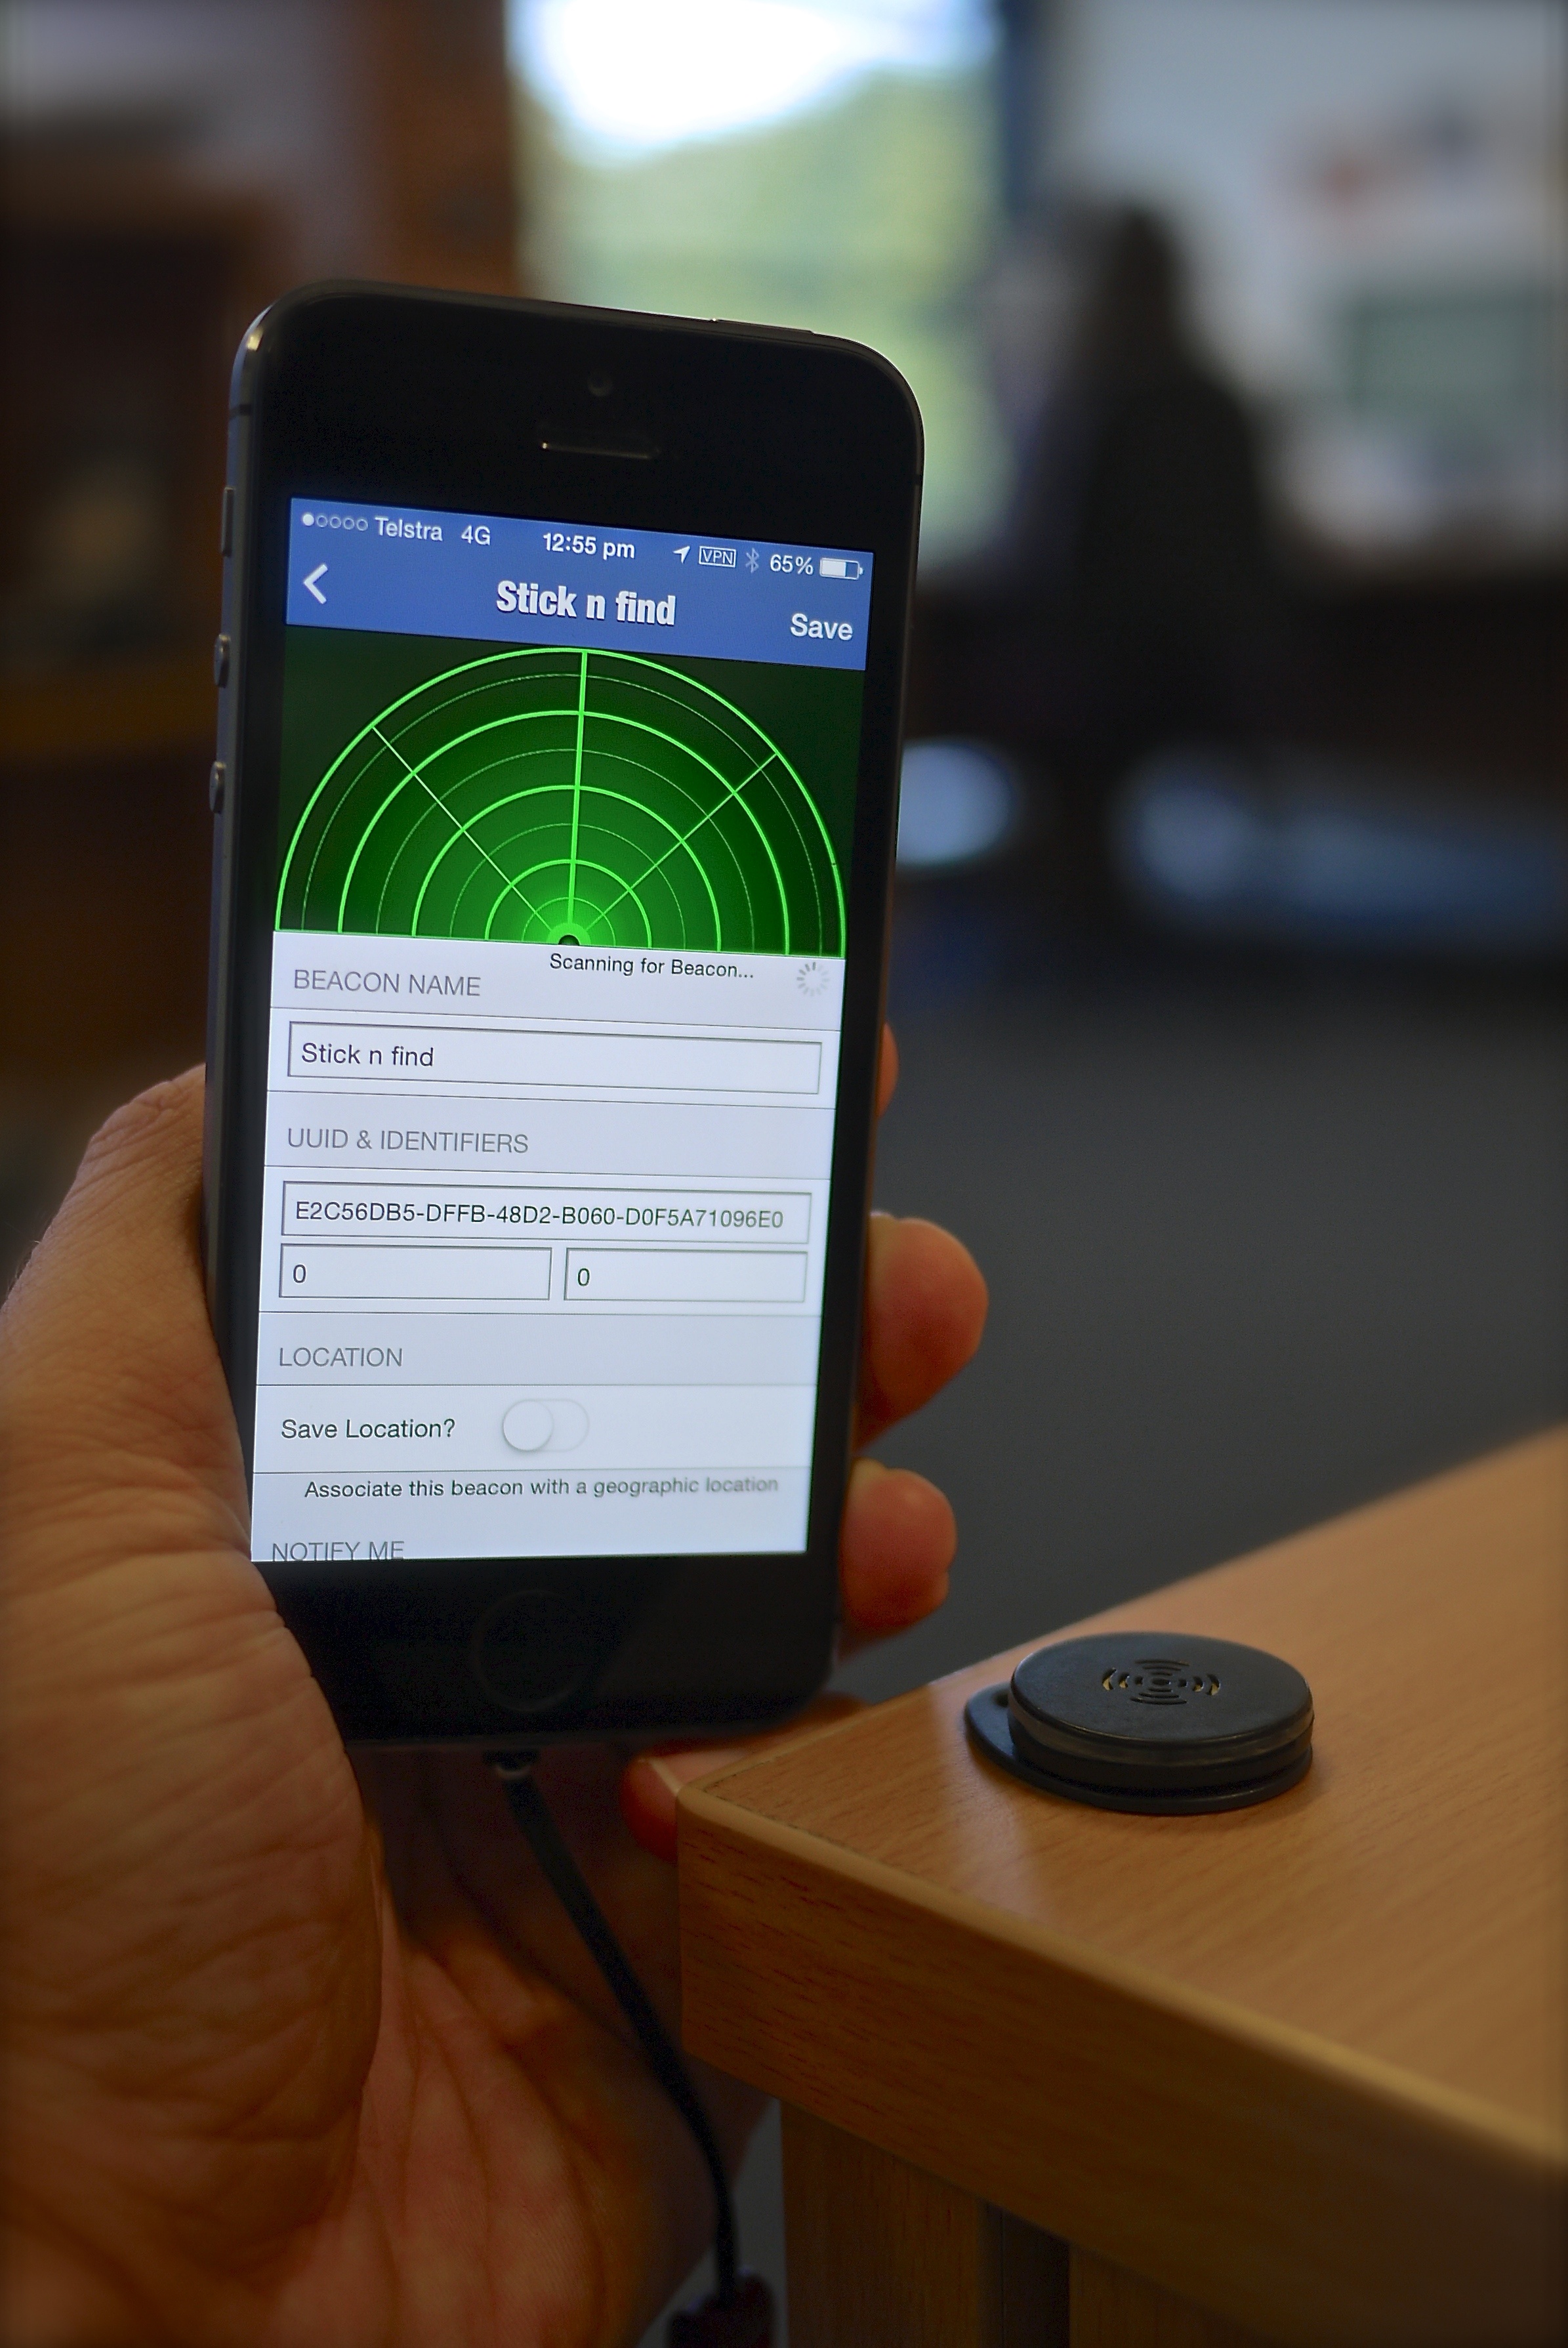 Telstra 4G 12:55 pm VPN 65%
Stick n find
Save
Scanning for Beacon...
BEACON NAME
Stick n find
UUID & IDENTIFIERS
E2C56DB5-DFFB-48D2-B060-D0F5A71096E0
0 0
LOCATION
Save Location?
Associate this beacon with a geographic location
NOTIFY ME